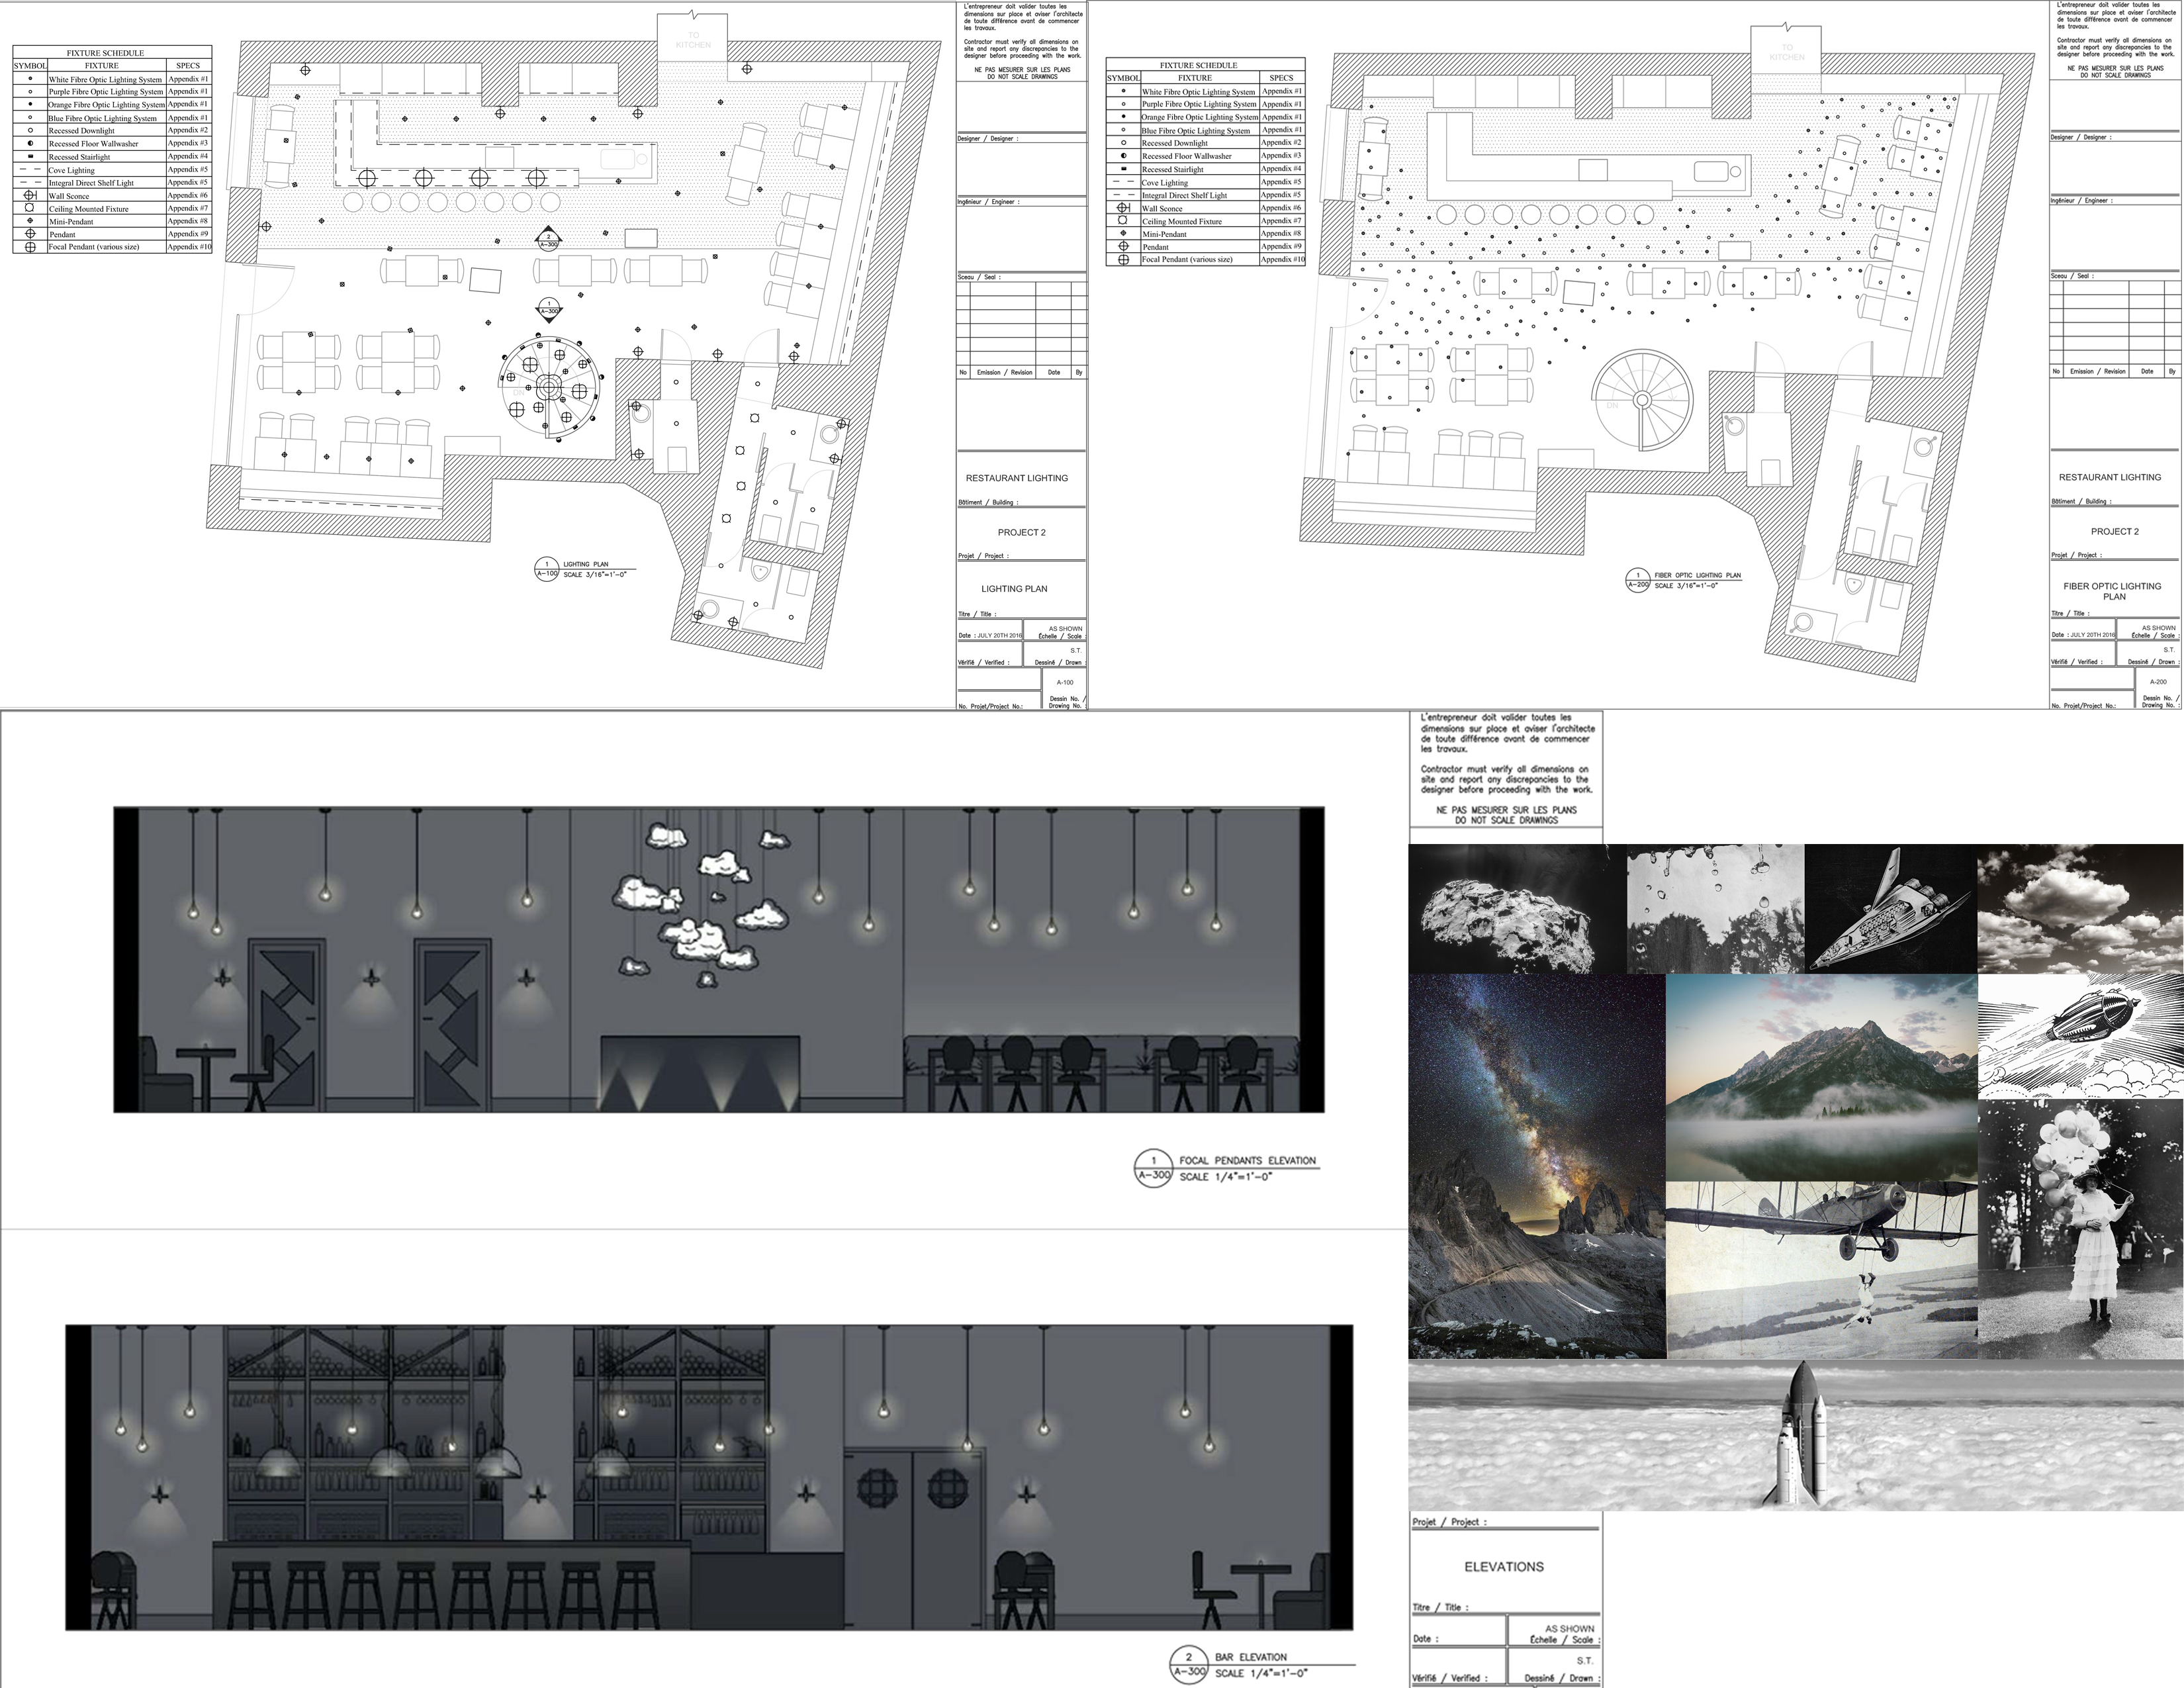 TO
KITCHEN
FIXTURE SCHEDULE
SYMBOL FIXTURE SPECS
White Fibre Optic Lighting System Appendix #1
Purple Fibre Optic Lighting System Appendix #1
Orange Fibre Optic Lighting System Appendix #1
Blue Fibre Optic Lighting System Appendix #1
Recessed Downlight Appendix #2
Recessed Floor Wallwasher Appendix #3
Recessed Stairlight Appendix #4
Cove Lighting Appendix #5
Integral Direct Shelf Light Appendix #5
Wall Sconce Appendix #6
Ceiling Mounted Fixture Appendix #7
Mini-Pendant Appendix #8
Pendant Appendix #9
Focal Pendant (various size) Appendix #10
2
A-300
1
A-300
DN
1
A-100
LIGHTING PLAN
SCALE 3/16"=1'-0"
L'entrepreneur doit valider toutes les
dimensions sur place et aviser l'architecte
de toute différence avant de commencer
les travaux.
Contractor must verify all dimensions on
site and report any discrepancies to the
designer before proceeding with the work.
NE PAS MESURER SUR LES PLANS
DO NOT SCALE DRAWINGS
Designer / Designer :
Ingénieur / Engineer :
Sceau / Seal :
No Emission / Revision Date By
RESTAURANT LIGHTING
Bâtiment / Building :
PROJECT 2
Projet / Project :
LIGHTING PLAN
Titre / Title :
Date : JULY 20TH 2016
AS SHOWN
Échelle / Scale :
S.T.
Vérifié / Verified :
Dessiné / Drawn :
A-100
No. Projet/Project No.:
Dessin No. /
Drawing No. :
TO
KITCHEN
FIXTURE SCHEDULE
SYMBOL FIXTURE SPECS
White Fibre Optic Lighting System Appendix #1
Purple Fibre Optic Lighting System Appendix #1
Orange Fibre Optic Lighting System Appendix #1
Blue Fibre Optic Lighting System Appendix #1
Recessed Downlight Appendix #2
Recessed Floor Wallwasher Appendix #3
Recessed Stairlight Appendix #4
Cove Lighting Appendix #5
Integral Direct Shelf Light Appendix #5
Wall Sconce Appendix #6
Ceiling Mounted Fixture Appendix #7
Mini-Pendant Appendix #8
Pendant Appendix #9
Focal Pendant (various size) Appendix #10
DN
1
A-200
FIBER OPTIC LIGHTING PLAN
SCALE 3/16"=1'-0"
L'entrepreneur doit valider toutes les
dimensions sur place et aviser l'architecte
de toute différence avant de commencer
les travaux.
Contractor must verify all dimensions on
site and report any discrepancies to the
designer before proceeding with the work.
NE PAS MESURER SUR LES PLANS
DO NOT SCALE DRAWINGS
Designer / Designer :
Ingénieur / Engineer :
Sceau / Seal :
No Emission / Revision Date By
RESTAURANT LIGHTING
Bâtiment / Building :
PROJECT 2
Projet / Project :
FIBER OPTIC LIGHTING
PLAN
Titre / Title :
Date : JULY 20TH 2016
AS SHOWN
Échelle / Scale :
S.T.
Vérifié / Verified :
Dessiné / Drawn :
A-200
No. Projet/Project No.:
Dessin No. /
Drawing No. :
L'entrepreneur doit valider toutes les
dimensions sur place et aviser l'architecte
de toute différence avant de commencer
les travaux.
Contractor must verify all dimensions on
site and report any discrepancies to the
designer before proceeding with the work.
NE PAS MESURER SUR LES PLANS
DO NOT SCALE DRAWINGS
1
A-300
FOCAL PENDANTS ELEVATION
SCALE 1/4"=1'-0"
2
A-300
BAR ELEVATION
SCALE 1/4"=1'-0"
Projet / Project :
ELEVATIONS
Titre / Title :
Date :
AS SHOWN
Échelle / Scale :
S.T.
Vérifié / Verified :
Dessiné / Drawn :